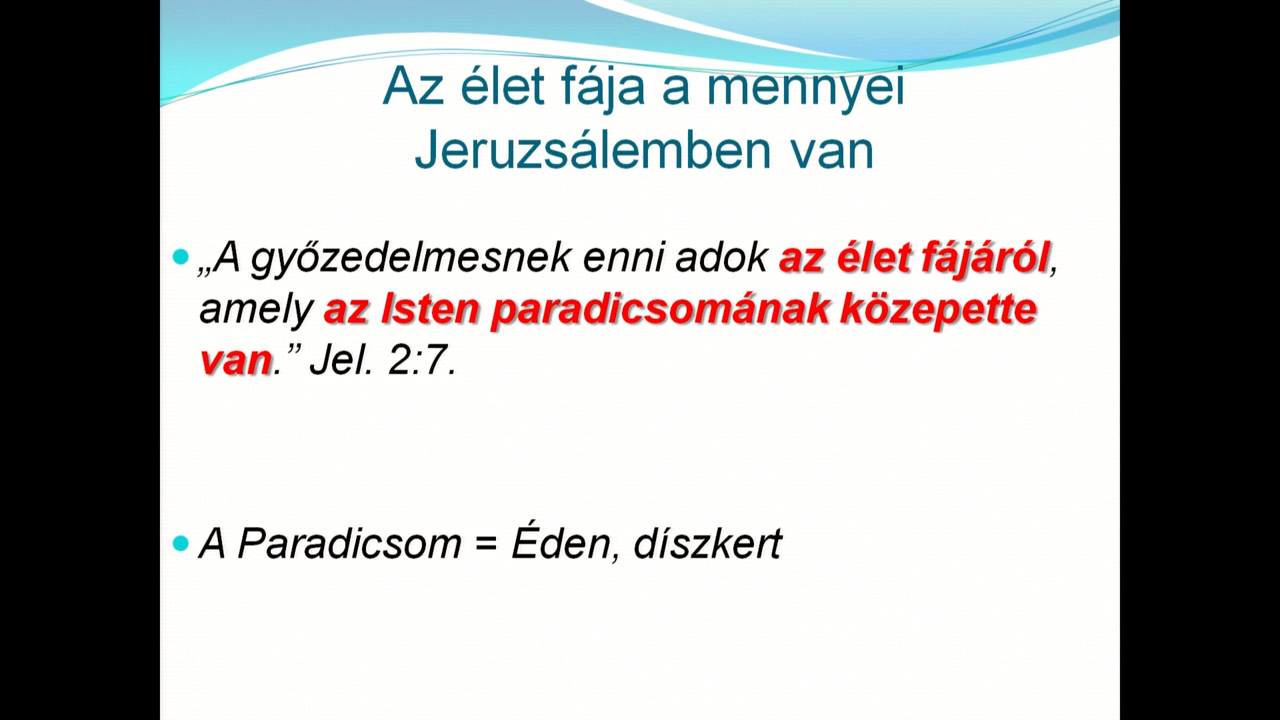 Az élet fája a mennyei
Jeruzsálemben van
„A győzedelmesnek enni adok az élet fájáról,
amely az Isten paradicsomának közepette
van.” Jel. 2:7.
A Paradicsom = Éden, díszkert